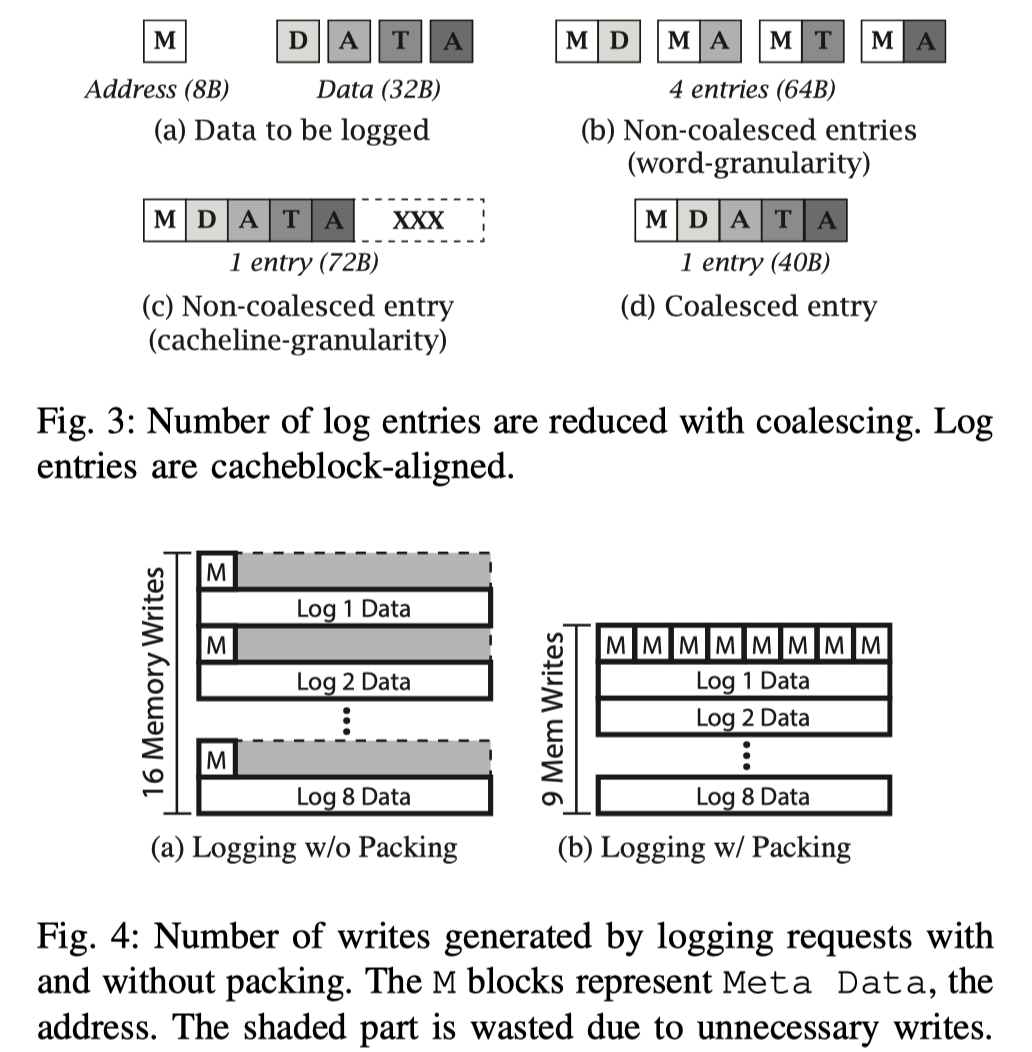 M D A T A M D M A M T M A
Address (8B) Data (32B) 4 entries (64B)
(a) Data to be logged (b) Non-coalesced entries
(word-granularity)
M D A T A XXX M D A T A
1 entry (72B) 1 entry (40B)
(c) Non-coalesced entry (d) Coalesced entry
(cacheline-granularity)
Fig. 3: Number of log entries are reduced with coalescing. Log
entries are cacheblock-aligned.
16 Memory Writes
M
Log 1 Data
M
Log 2 Data
M
Log 8 Data
(a) Logging w/o Packing
9 Mem Writes
M M M M M M M M
Log 1 Data
Log 2 Data
Log 8 Data
(b) Logging w/ Packing
Fig. 4: Number of writes generated by logging requests with
and without packing. The M blocks represent Meta Data, the
address. The shaded part is wasted due to unnecessary writes.